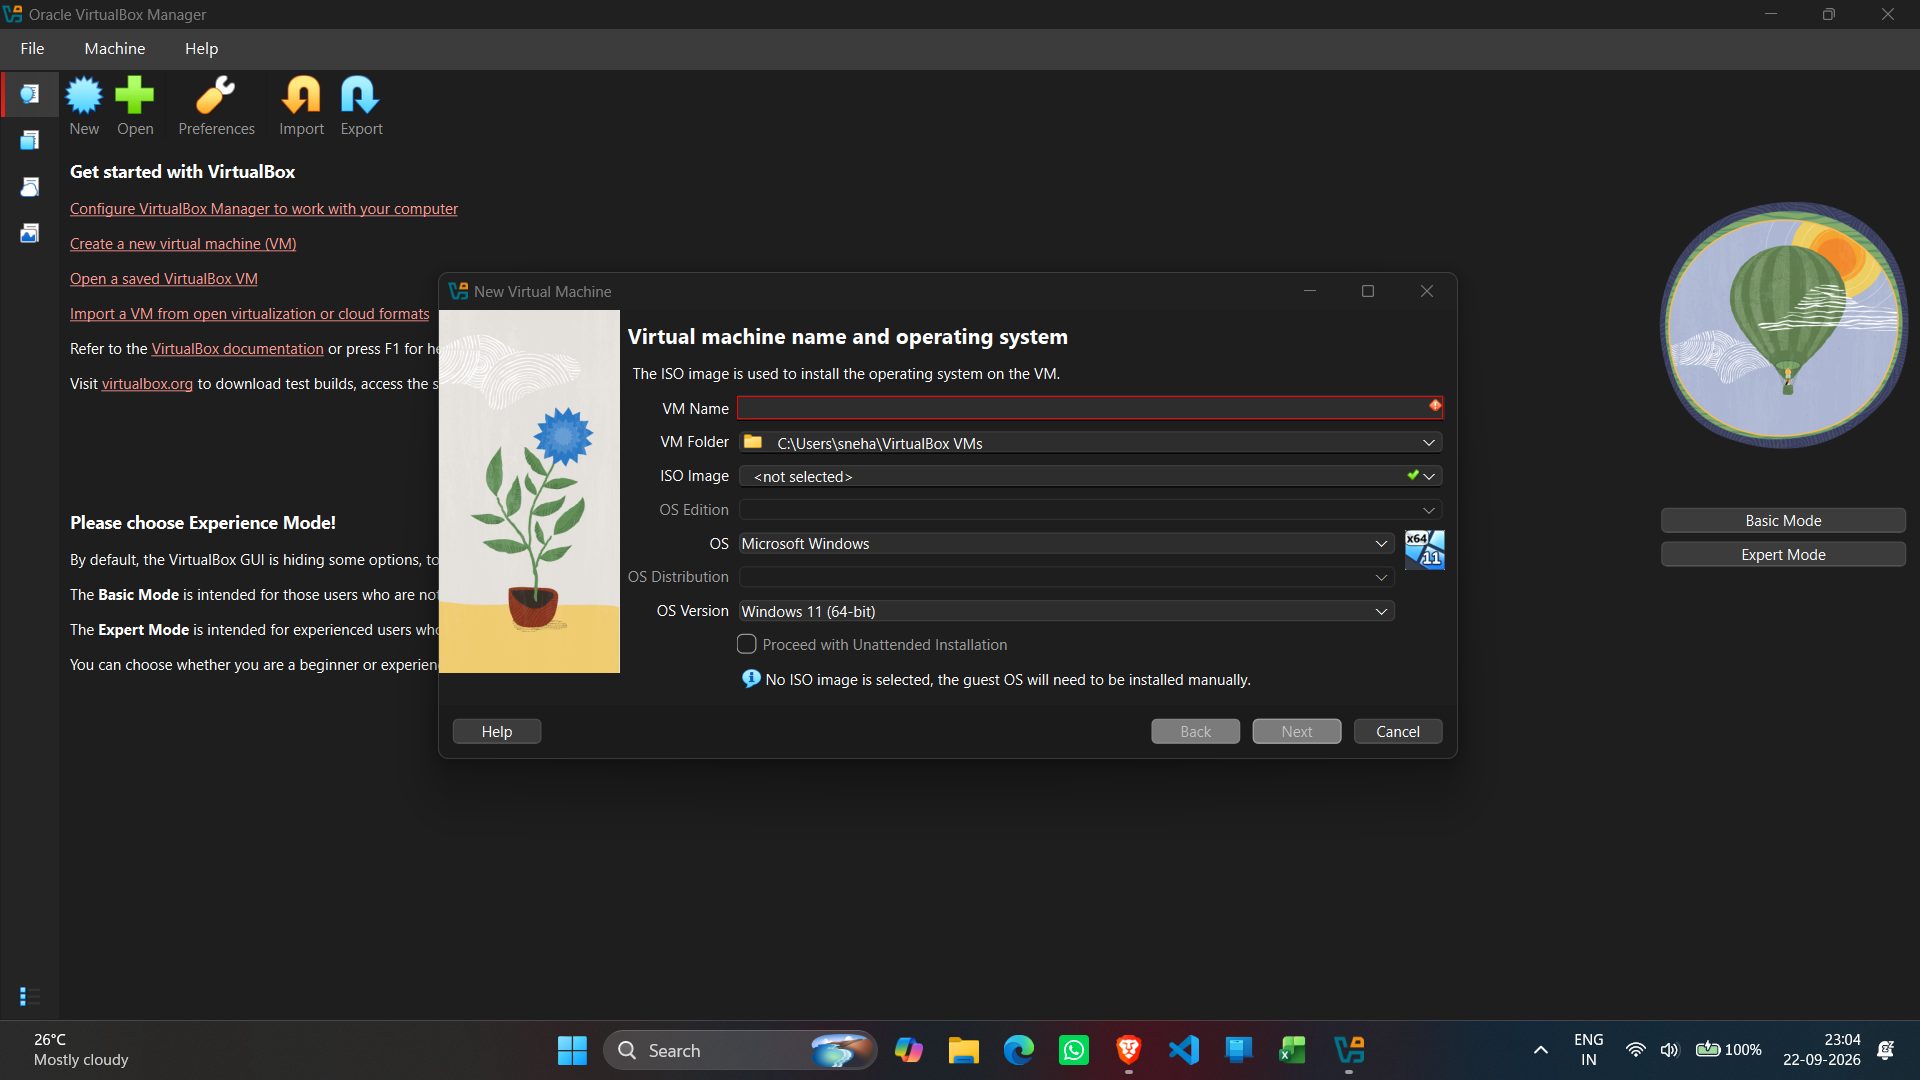 Oracle VirtualBox Manager
File Machine Help
New Open Preferences Import Export
Get started with VirtualBox
Configure VirtualBox Manager to work with your computer
Create a new virtual machine (VM)
Open a saved VirtualBox VM
Import a VM from open virtualization or cloud formats
Refer to the VirtualBox documentation or press F1 for
Visit virtualbox.org to download test builds, access the
Please choose Experience Mode!
By default, the VirtualBox GUI is hiding some options,
The Basic Mode is intended for those users who are
The Expert Mode is intended for experienced users
You can choose whether you are a beginner or
Basic Mode
Expert Mode
New Virtual Machine
Virtual machine name and operating system
The ISO image is used to install the operating system on the VM.
VM Name
VM Folder C:\Users\sneha\VirtualBox VMs
ISO Image <not selected>
OS Edition
OS Microsoft Windows
x64
11
OS Distribution
OS Version Windows 11 (64-bit)
Proceed with Unattended Installation
No ISO image is selected, the guest OS will need to be installed manually.
Help Back Next Cancel
26°C
Mostly cloudy
Search
ENG
IN
100%
23:04
22-09-2026